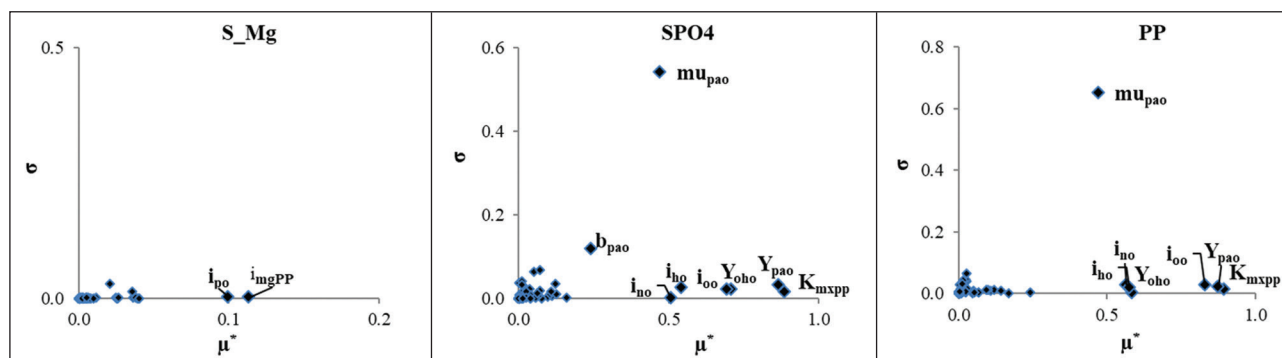 S_Mg
0.5
σ
i_po
i_mgPP
0.0
0.0
0.1
0.2
μ*
SPO4
0.6
mu_pao
0.4
σ
0.2
b_pao
i_no
i_ho
i_oo
Y_oho
Y_pao
K_mxpp
0.0
0.0
0.5
1.0
μ*
PP
0.8
mu_pao
0.6
σ
0.4
0.2
i_ho
i_no
Y_oho
i_oo
Y_pao
K_mxpp
0.0
0.0
0.5
1.0
μ*